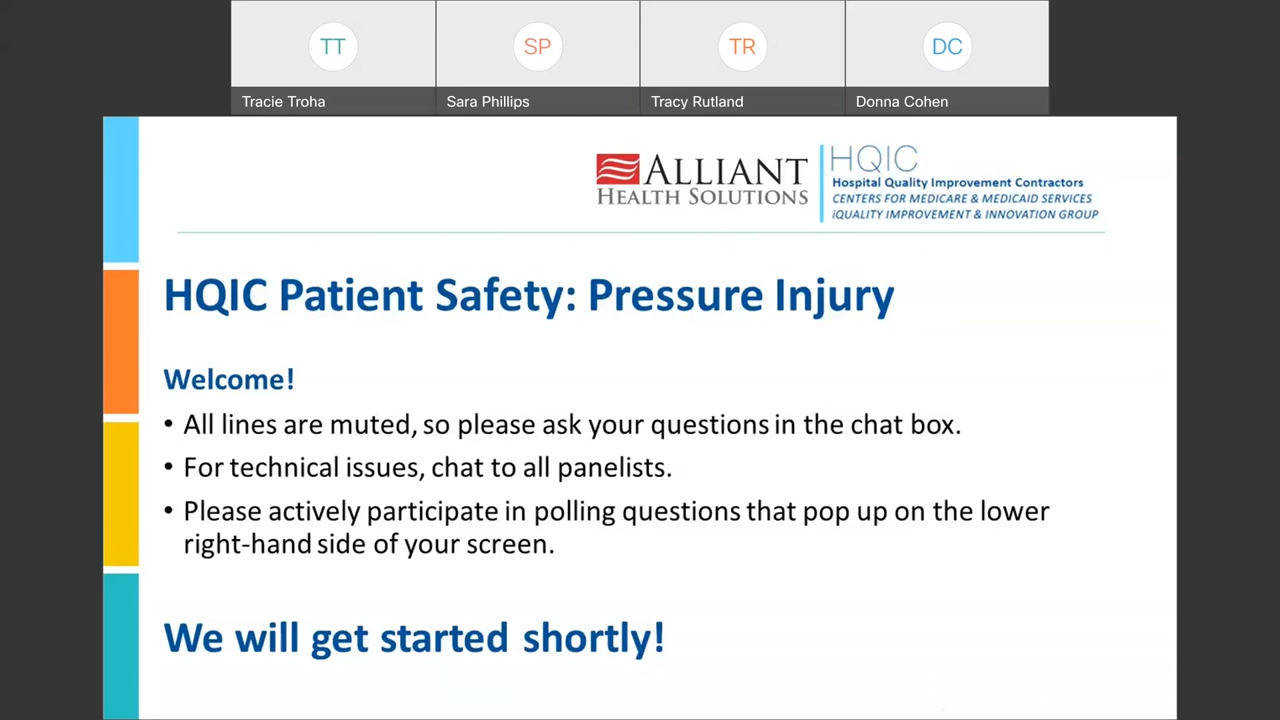 TT
SP
TR
DC
Tracie Troha
Sara Phillips
Tracy Rutland
Donna Cohen
ALLIANT
HEALTH SOLUTIONS
HQIC
Hospital Quality Improvement Contractors
CENTERS FOR MEDICARE & MEDICAID SERVICES
iQUALITY IMPROVEMENT & INNOVATION GROUP
HQIC Patient Safety: Pressure Injury
Welcome!
• All lines are muted, so please ask your questions in the chat box.
• For technical issues, chat to all panelists.
• Please actively participate in polling questions that pop up on the lower
right-hand side of your screen.
We will get started shortly!